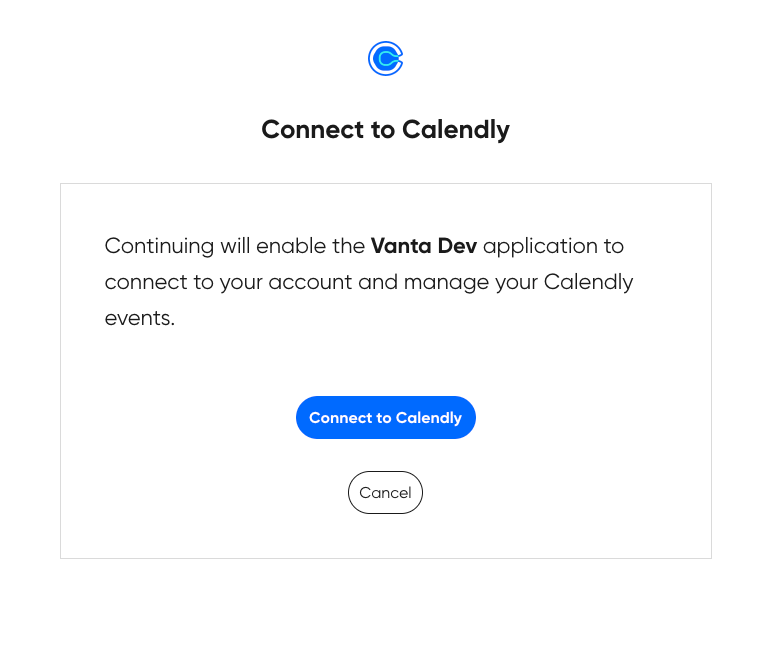 Connect to Calendly
Continuing will enable the Vanta Dev application to
connect to your account and manage your Calendly
events.
Connect to Calendly
Cancel